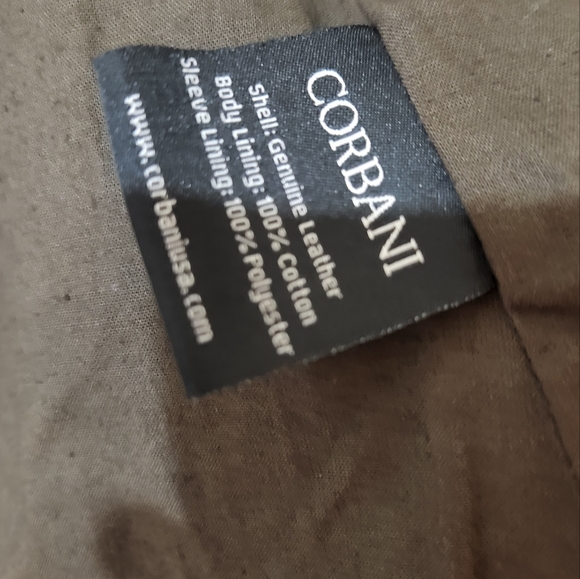 CORBANI
Shell: Genuine Leather
Body Lining: 100% Cotton
Sleeve Lining: 100% Polyester
www.corbaniusa.com